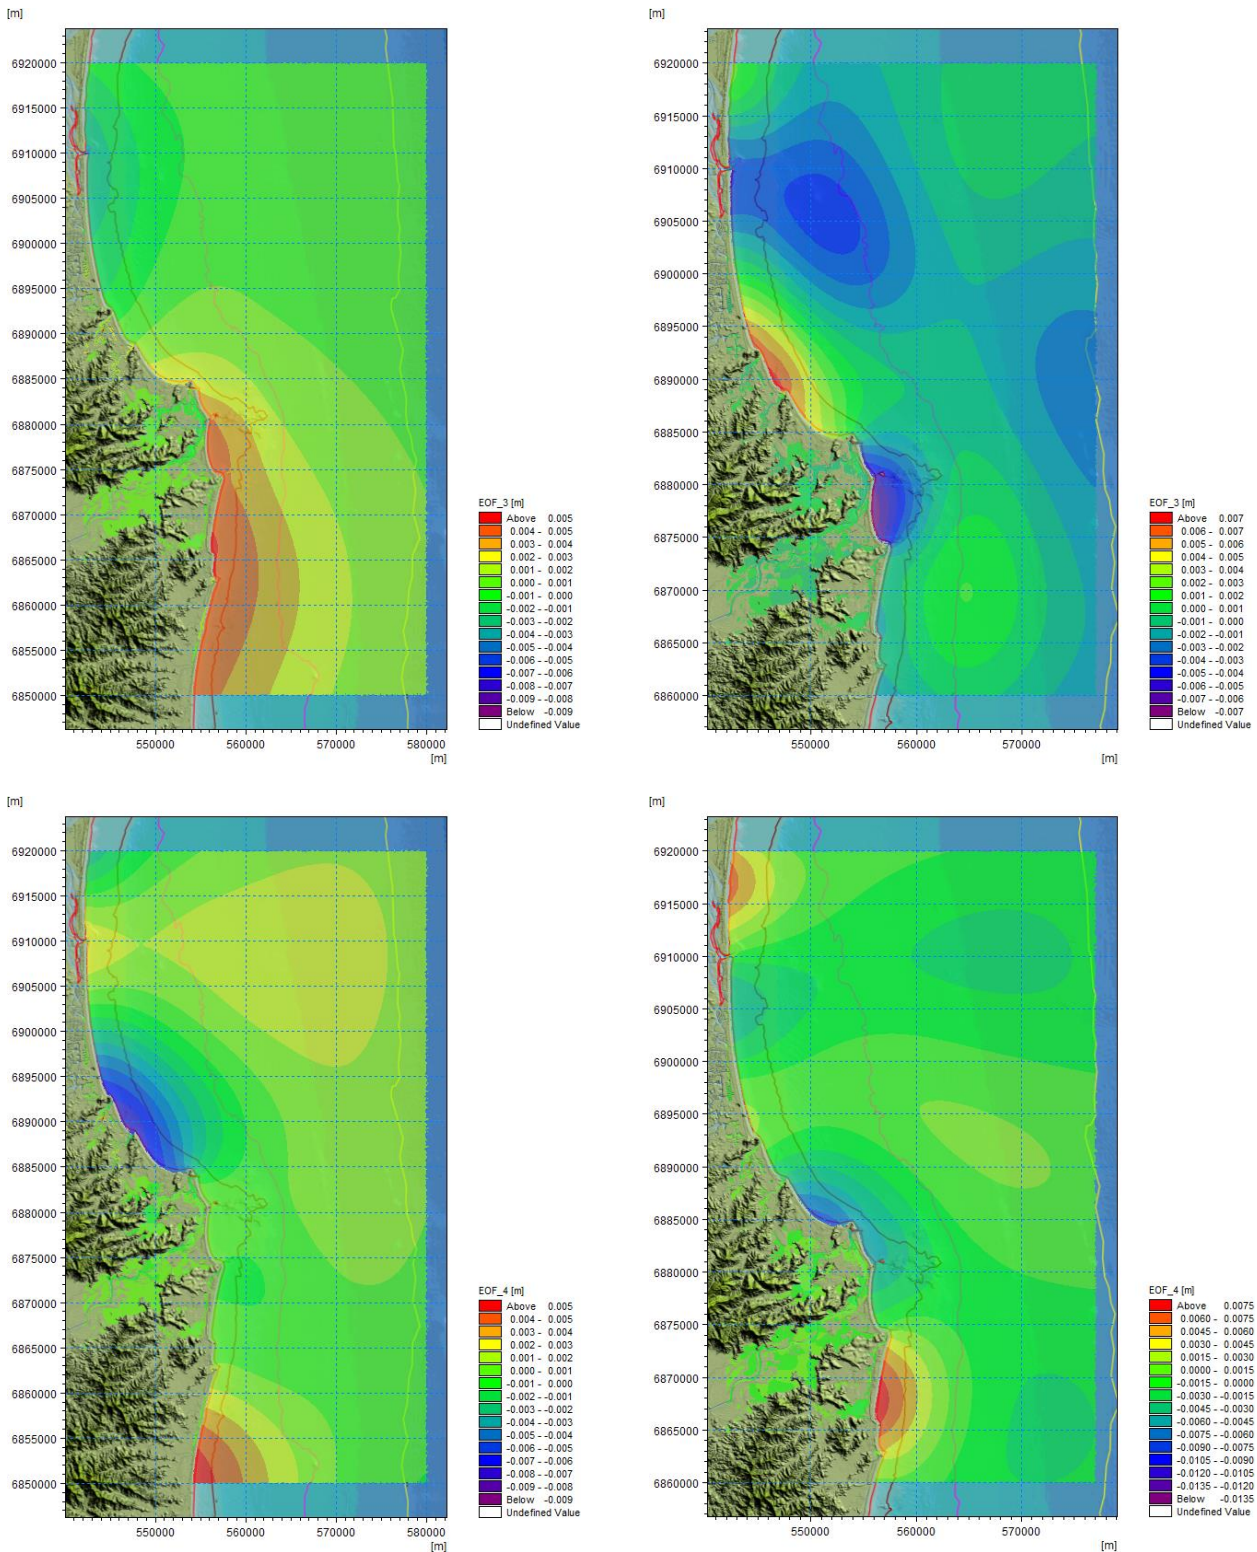 [m]
6920000
6915000
6910000
6905000
6900000
6895000
6890000
6885000
6880000
6875000
6870000
6865000
6860000
6855000
6850000
550000 560000 570000 580000
[m]
EOF_3 [m]
Above 0.005
0.004 - 0.005
0.003 - 0.004
0.002 - 0.003
0.001 - 0.002
0.000 - 0.001
-0.001 - 0.000
-0.002 - -0.001
-0.003 - -0.002
-0.004 - -0.003
-0.005 - -0.004
-0.006 - -0.005
-0.007 - -0.006
-0.008 - -0.007
-0.009 - -0.008
Below -0.009
Undefined Value
[m]
6920000
6915000
6910000
6905000
6900000
6895000
6890000
6885000
6880000
6875000
6870000
6865000
6860000
550000 560000 570000
[m]
EOF_3 [m]
Above 0.007
0.006 - 0.007
0.005 - 0.006
0.004 - 0.005
0.003 - 0.004
0.002 - 0.003
0.001 - 0.002
0.000 - 0.001
-0.001 - 0.000
-0.002 - -0.001
-0.003 - -0.002
-0.004 - -0.003
-0.005 - -0.004
-0.006 - -0.005
-0.007 - -0.006
Below -0.007
Undefined Value
[m]
6920000
6915000
6910000
6905000
6900000
6895000
6890000
6885000
6880000
6875000
6870000
6865000
6860000
6855000
6850000
550000 560000 570000 580000
[m]
EOF_4 [m]
Above 0.005
0.004 - 0.005
0.003 - 0.004
0.002 - 0.003
0.001 - 0.002
0.000 - 0.001
-0.001 - 0.000
-0.002 - -0.001
-0.003 - -0.002
-0.004 - -0.003
-0.005 - -0.004
-0.006 - -0.005
-0.007 - -0.006
-0.008 - -0.007
-0.009 - -0.008
Below -0.009
Undefined Value
[m]
6920000
6915000
6910000
6905000
6900000
6895000
6890000
6885000
6880000
6875000
6870000
6865000
6860000
550000 560000 570000
[m]
EOF_4 [m]
Above 0.0075
0.0060 - 0.0075
0.0045 - 0.0060
0.0030 - 0.0045
0.0015 - 0.0030
0.0000 - 0.0015
-0.0015 - 0.0000
-0.0030 - -0.0015
-0.0045 - -0.0030
-0.0060 - -0.0045
-0.0075 - -0.0060
-0.0090 - -0.0075
-0.0105 - -0.0090
-0.0120 - -0.0105
-0.0135 - -0.0120
Below -0.0135
Undefined Value